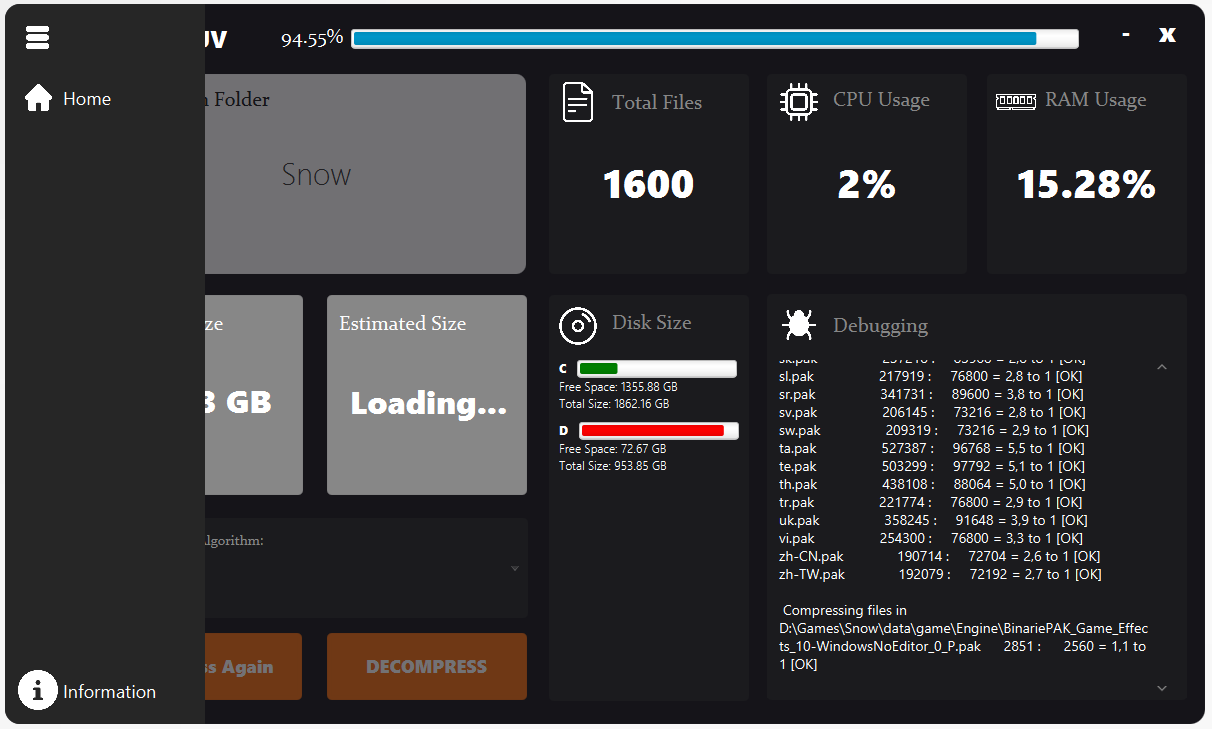 UV
94.55%
- X
Home
Folder
Snow
Total Files
1600
CPU Usage
2%
RAM Usage
15.28%
ze
3 GB
Estimated Size
Loading...
Disk Size
C
Free Space: 1355.88 GB
Total Size: 1862.16 GB
D
Free Space: 72.67 GB
Total Size: 953.85 GB
Debugging
sl.pak 217919 : 76800 = 2,8 to 1 [OK]
sr.pak 341731 : 89600 = 3,8 to 1 [OK]
sv.pak 206145 : 73216 = 2,8 to 1 [OK]
sw.pak 209319 : 73216 = 2,9 to 1 [OK]
ta.pak 527387 : 96768 = 5,5 to 1 [OK]
te.pak 503299 : 97792 = 5,1 to 1 [OK]
th.pak 438108 : 88064 = 5,0 to 1 [OK]
tr.pak 221774 : 76800 = 2,9 to 1 [OK]
uk.pak 358245 : 91648 = 3,9 to 1 [OK]
vi.pak 254300 : 76800 = 3,3 to 1 [OK]
zh-CN.pak 190714 : 72704 = 2,6 to 1 [OK]
zh-TW.pak 192079 : 72192 = 2,7 to 1 [OK]
Compressing files in
D:\Games\Snow\data\game\Engine\BinariePAK_Game_Effec
ts_10-WindowsNoEditor_0_P.pak 2851 : 2560 = 1,1 to
1 [OK]
lgorithm:
ss Again
DECOMPRESS
Information